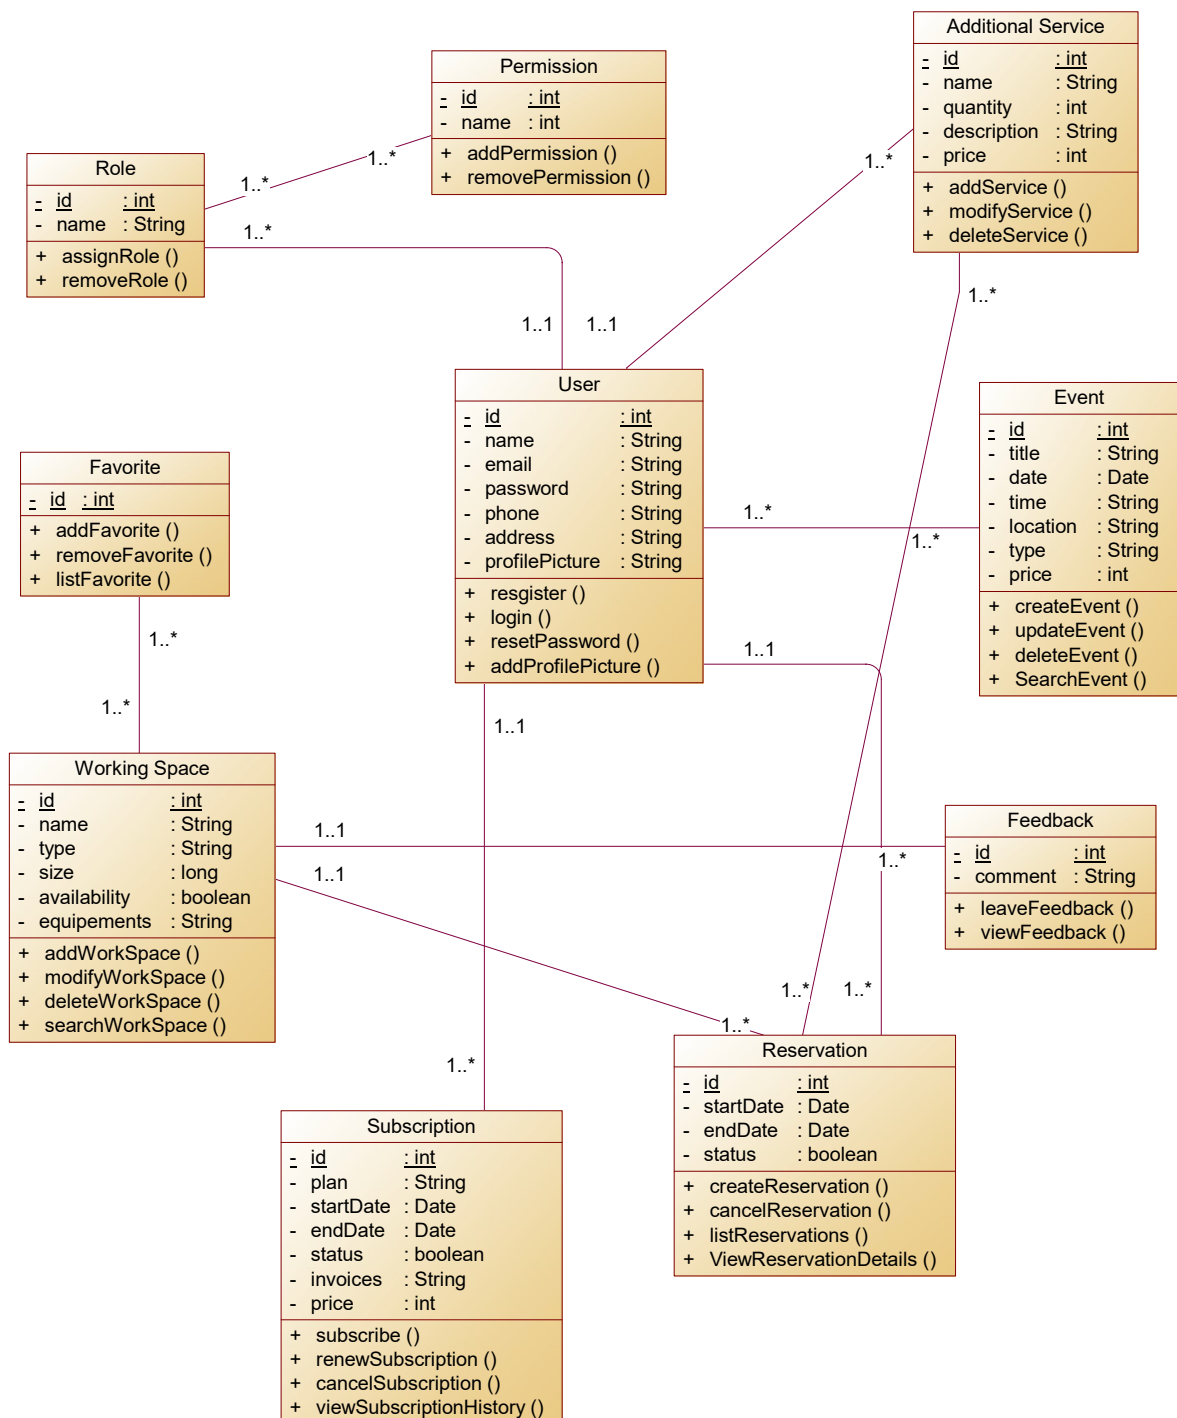 Additional Service
- id : int
- name : String
- quantity : int
- description : String
- price : int
+ addService ()
+ modifyService ()
+ deleteService ()
Permission
- id : int
- name : int
+ addPermission ()
+ removePermission ()
Role
- id : int
- name : String
+ assignRole ()
+ removeRole ()
1..*
1..*
1..*
1..*
1..*
1..1
1..1
User
- id : int
- name : String
- email : String
- password : String
- phone : String
- address : String
- profilePicture : String
+ resgister ()
+ login ()
+ resetPassword ()
+ addProfilePicture ()
Event
- id : int
- title : String
- date : Date
- time : String
- location : String
- type : String
- price : int
+ createEvent ()
+ updateEvent ()
+ deleteEvent ()
+ SearchEvent ()
Favorite
- id : int
+ addFavorite ()
+ removeFavorite ()
+ listFavorite ()
1..*
1..*
1..*
1..1
1..*
1..1
Working Space
- id : int
- name : String
- type : String
- size : long
- availability : boolean
- equipements : String
+ addWorkSpace ()
+ modifyWorkSpace ()
+ deleteWorkSpace ()
+ searchWorkSpace ()
1..1
1..1
1..*
Feedback
- id : int
- comment : String
+ leaveFeedback ()
+ viewFeedback ()
1..*
1..*
1..*
1..*
Reservation
- id : int
- startDate : Date
- endDate : Date
- status : boolean
+ createReservation ()
+ cancelReservation ()
+ listReservations ()
+ ViewReservationDetails ()
Subscription
- id : int
- plan : String
- startDate : Date
- endDate : Date
- status : boolean
- invoices : String
- price : int
+ subscribe ()
+ renewSubscription ()
+ cancelSubscription ()
+ viewSubscriptionHistory ()